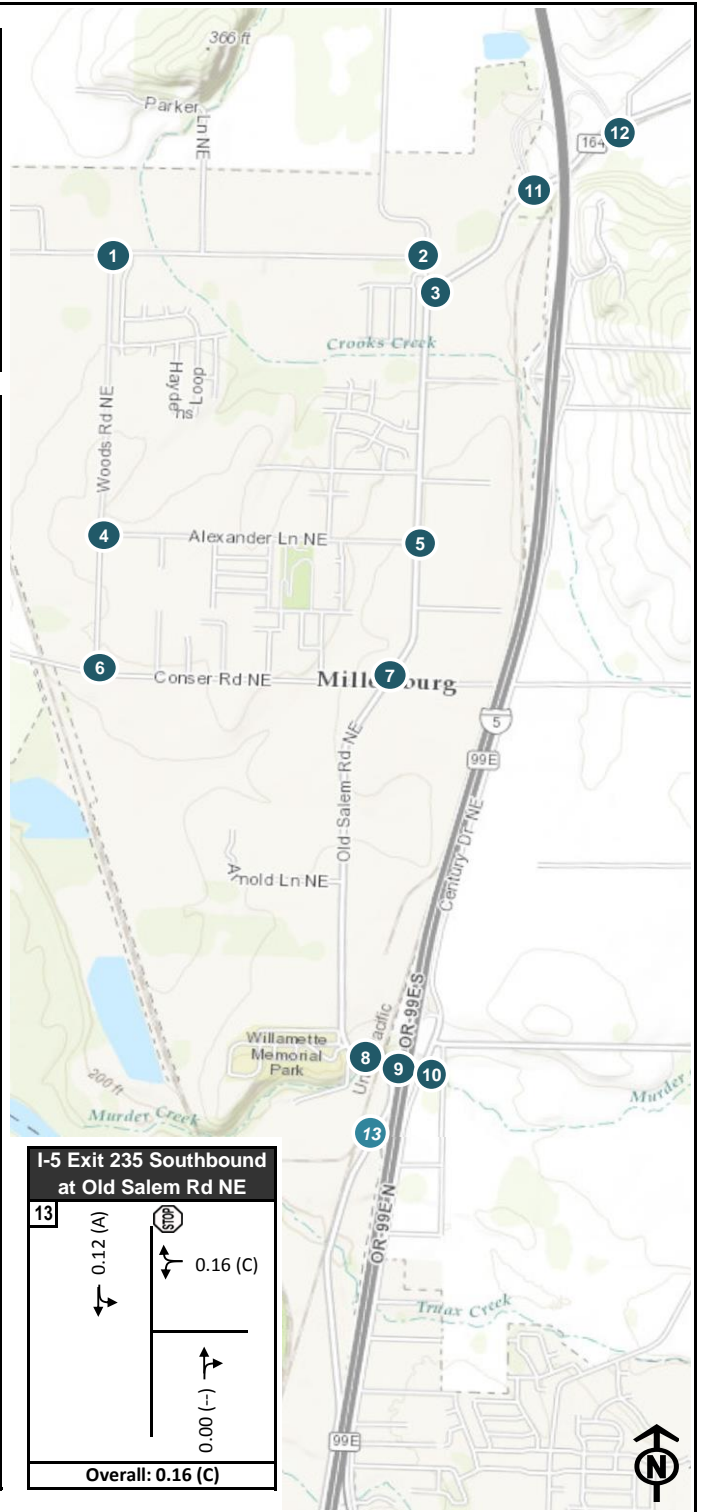 366 ft
Parker
Ln NE
12
164
11
1
2
3
Crooks Creek
Loop
Hayde
ns
Woods Rd NE
4
Alexander Ln NE
5
6
Conser Rd NE
7
5
99E
Old Salem Rd NE
Century Dr NE
Arnold Ln NE
OR-99E S
Willamette
Memorial
Park
8
9
10
200 ft
Murder Creek
Murder
13
I-5 Exit 235 Southbound
at Old Salem Rd NE
13
STOP
0.12 (A)
0.16 (C)
0.00 (--)
Overall: 0.16 (C)
OR-99E N
Truax Creek
99E
N